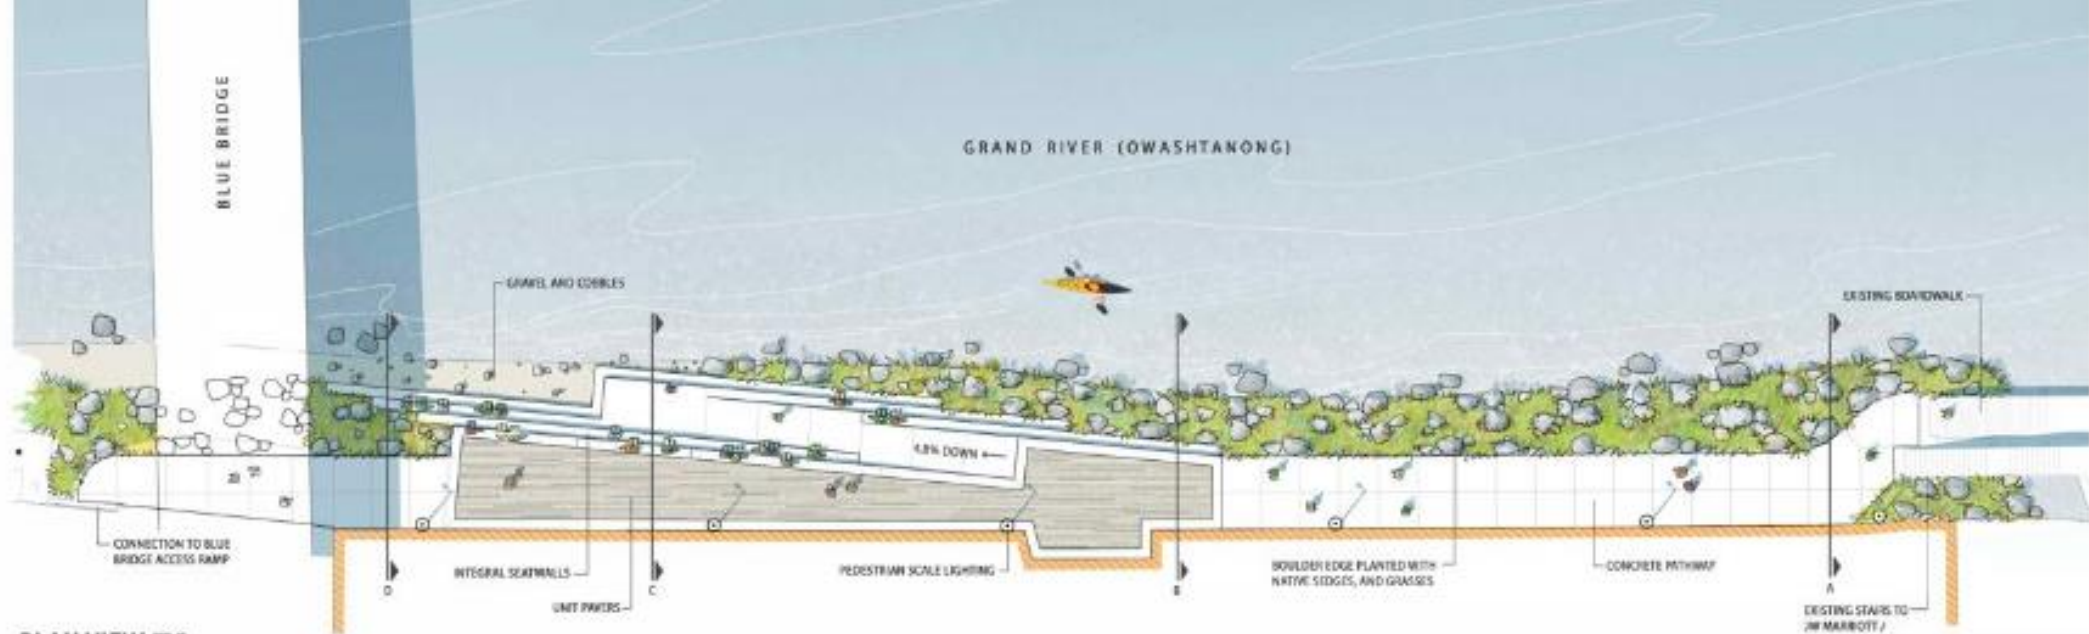 BLUE BRIDGE
GRAND RIVER (OWASHTANONG)
GRAVEL AND COBBLES
EXISTING BOARDWALK
4.8% DOWN
CONNECTION TO BLUE
BRIDGE ACCESS RAMP
INTEGRAL SEATWALLS
UNIT PAVERS
PEDESTRIAN SCALE LIGHTING
BOULDER EDGE PLANTED WITH
NATIVE SEDGES, AND GRASSES
CONCRETE PATHWAY
EXISTING STAIRS TO
JW MARRIOTT /
D
C
B
A